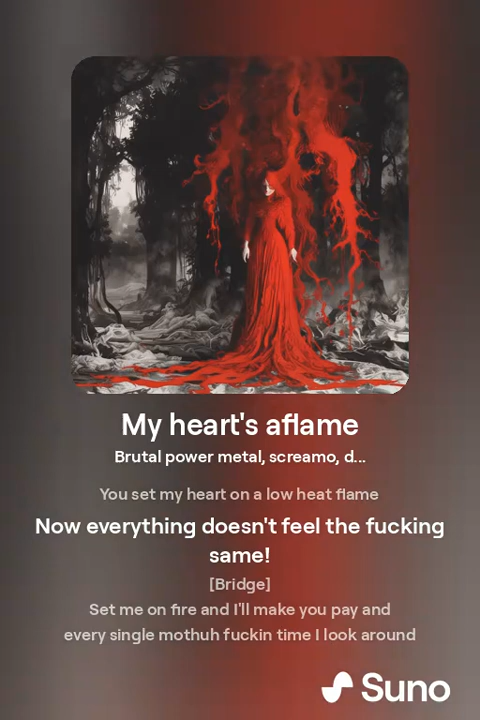 My heart's aflame
Brutal power metal, screamo, d...
You set my heart on a low heat flame
Now everything doesn't feel the fucking
same!
[Bridge]
Set me on fire and I'll make you pay and
every single mothuh fuckin time I look around
Suno